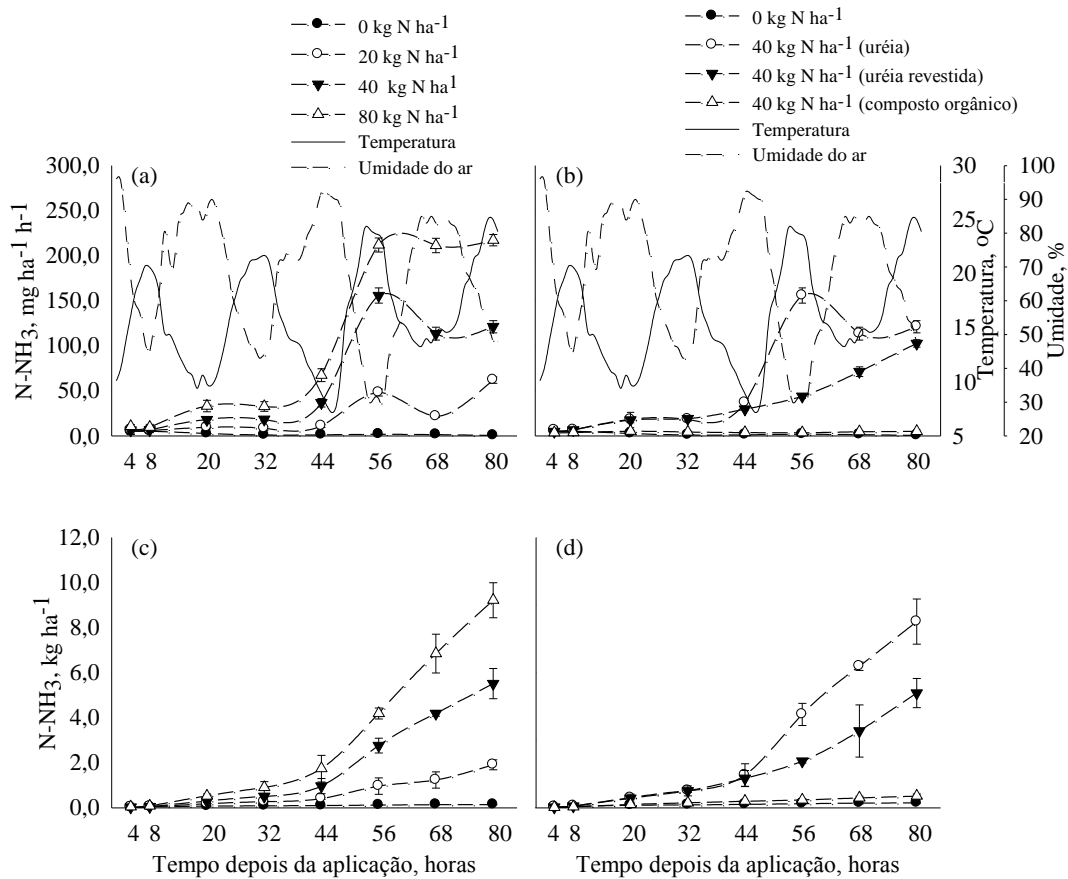 0 kg N ha-1
20 kg N ha-1
40 kg N ha1
80 kg N ha-1
Temperatura
Umidade do ar
0 kg N ha-1
40 kg N ha-1 (uréia)
40 kg N ha-1 (uréia revestida)
40 kg N ha-1 (composto orgânico)
Temperatura
Umidade do ar
(a)
N-NH3, mg ha-1 h-1
300,0
250,0
200,0
150,0
100,0
50,0
0,0
4 8 20 32 44 56 68 80
(b)
4 8 20 32 44 56 68 80
30
25
20
15
10
5
Temperatura, ºC
100
90
80
70
60
50
40
30
20
Umidade, %
(c)
N-NH3, kg ha-1
12,0
10,0
8,0
6,0
4,0
2,0
0,0
4 8 20 32 44 56 68 80
Tempo depois da aplicação, horas
(d)
4 8 20 32 44 56 68 80
Tempo depois da aplicação, horas